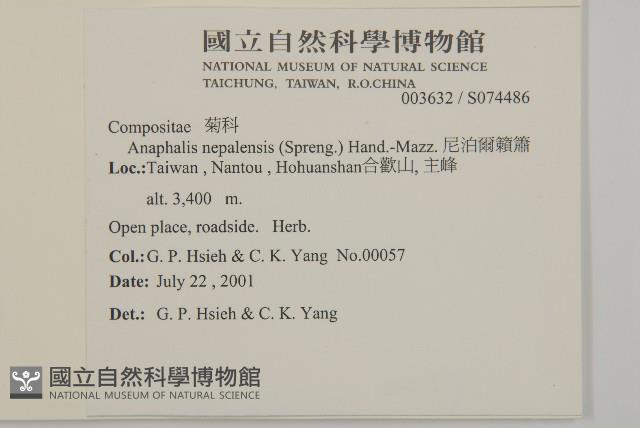 國立自然科學博物館
NATIONAL MUSEUM OF NATURAL SCIENCE
TAICHUNG, TAIWAN, R.O.CHINA
003632 / S074486
Compositae 菊科
Anaphalis nepalensis (Spreng.) Hand.-Mazz. 尼泊爾籟簫
Loc.:Taiwan , Nantou , Hohuanshan合歡山, 主峰
alt. 3,400 m.
Open place, roadside. Herb.
Col.: G. P. Hsieh & C. K. Yang No.00057
Date: July 22 , 2001
Det.: G. P. Hsieh & C. K. Yang
國立自然科學博物館
NATIONAL MUSEUM OF NATURAL SCIENCE